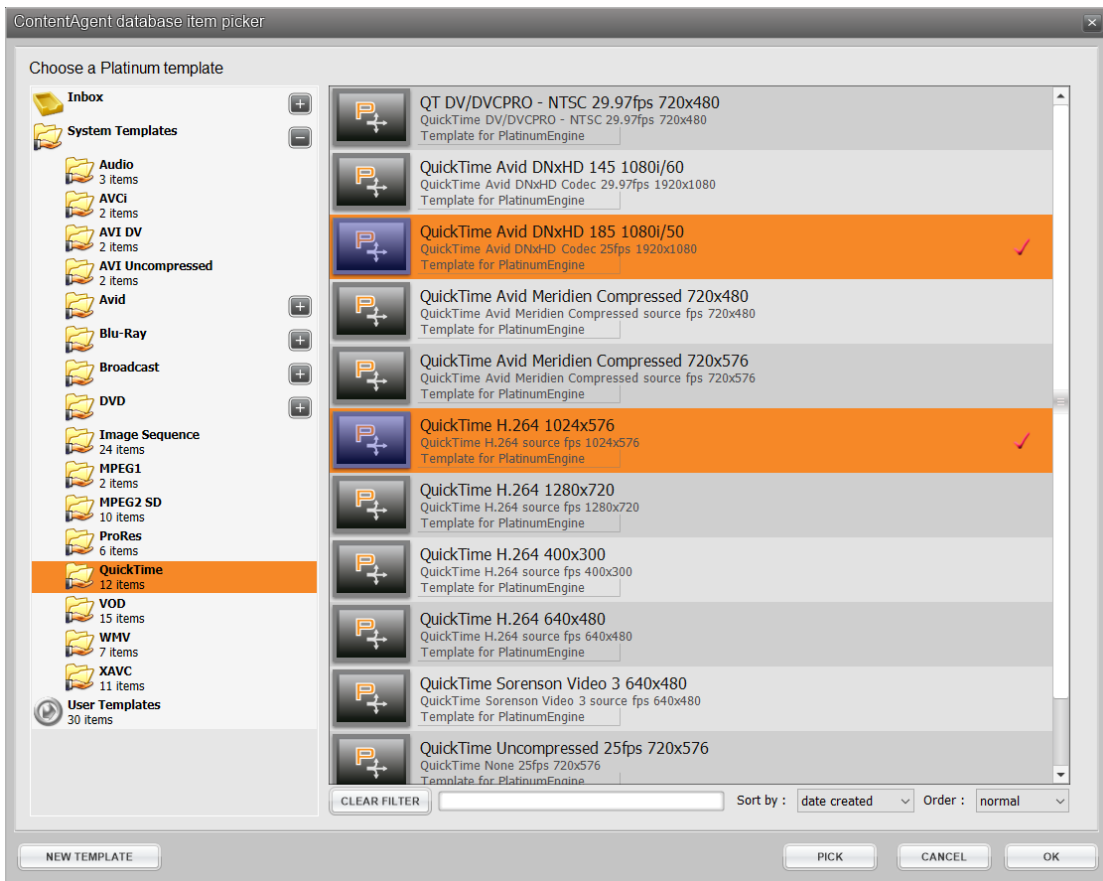 ContentAgent database item picker
Choose a Platinum template
Inbox
System Templates
Audio
3 items
AVCi
2 items
AVI DV
2 items
AVI Uncompressed
2 items
Avid
Blu-Ray
Broadcast
DVD
Image Sequence
24 items
MPEG1
2 items
MPEG2 SD
10 items
ProRes
6 items
QuickTime
12 items
VOD
15 items
WMV
7 items
XAVC
11 items
User Templates
30 items
QT DV/DVCPRO - NTSC 29.97fps 720x480
QuickTime DV/DVCPRO - NTSC 29.97fps 720x480
Template for PlatinumEngine
QuickTime Avid DNxHD 145 1080i/60
QuickTime Avid DNxHD Codec 29.97fps 1920x1080
Template for PlatinumEngine
QuickTime Avid DNxHD 185 1080i/50
QuickTime Avid DNxHD Codec 25fps 1920x1080
Template for PlatinumEngine
QuickTime Avid Meridien Compressed 720x480
QuickTime Avid Meridien Compressed source fps 720x480
Template for PlatinumEngine
QuickTime Avid Meridien Compressed 720x576
QuickTime Avid Meridien Compressed source fps 720x576
Template for PlatinumEngine
QuickTime H.264 1024x576
QuickTime H.264 source fps 1024x576
Template for PlatinumEngine
QuickTime H.264 1280x720
QuickTime H.264 source fps 1280x720
Template for PlatinumEngine
QuickTime H.264 400x300
QuickTime H.264 source fps 400x300
Template for PlatinumEngine
QuickTime H.264 640x480
QuickTime H.264 source fps 640x480
Template for PlatinumEngine
QuickTime Sorenson Video 3 640x480
QuickTime Sorenson Video 3 source fps 640x480
Template for PlatinumEngine
QuickTime Uncompressed 25fps 720x576
QuickTime None 25fps 720x576
Template for PlatinumEngine
CLEAR FILTER Sort by : date created Order : normal
NEW TEMPLATE PICK CANCEL OK